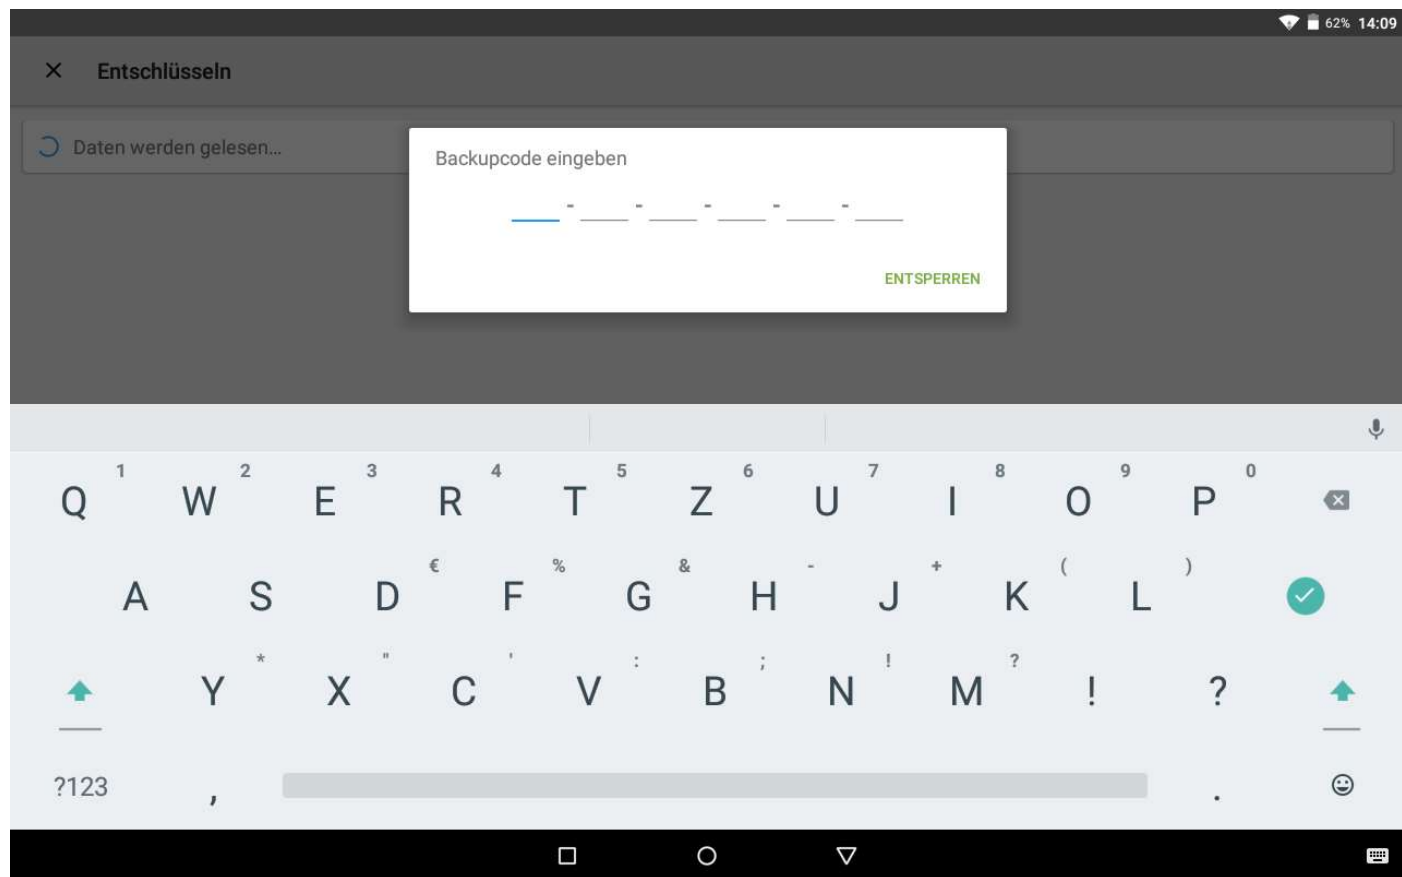 62% 14:09
Entschlüsseln
Daten werden gelesen...
Backupcode eingeben
- - - - -
ENTSPERREN
1 2 3 4 5 6 7 8 9 0
Q W E R T Z U I O P
€ % & - + ( )
A S D F G H J K L
* " ' : ; ! ?
Y X C V B N M ! ?
?123 , .